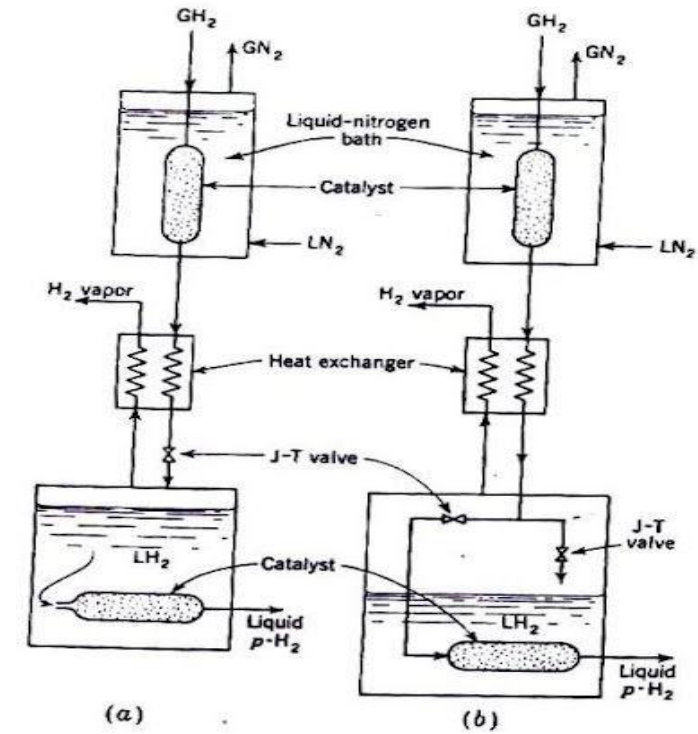 GH₂
GN₂
GH₂
GN₂
Liquid-nitrogen
bath
Catalyst
LN₂
LN₂
H₂ vapor
H₂ vapor
Heat exchanger
J-T valve
J-T
valve
LH₂
Catalyst
LH₂
Liquid
p-H₂
Liquid
p-H₂
(a)
(b)